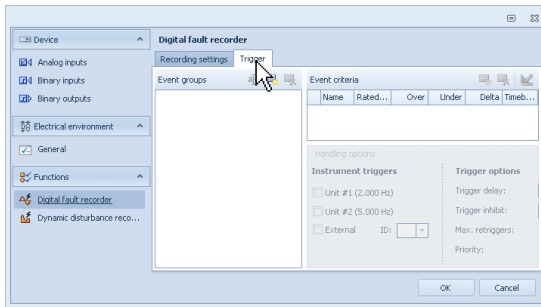 Device
Analog inputs
Binary inputs
Binary outputs
Electrical environment
General
Functions
Digital fault recorder
Dynamic disturbance reco...
Digital fault recorder
Recording settings
Trigger
Event groups
Event criteria
Name Rated... Over Under Delta Timeb...
Handling options
Instrument triggers
Unit #1 (2.000 Hz)
Unit #2 (5.000 Hz)
External ID:
Trigger options
Trigger delay:
Trigger inhibit:
Max. retriggers:
Priority:
OK
Cancel